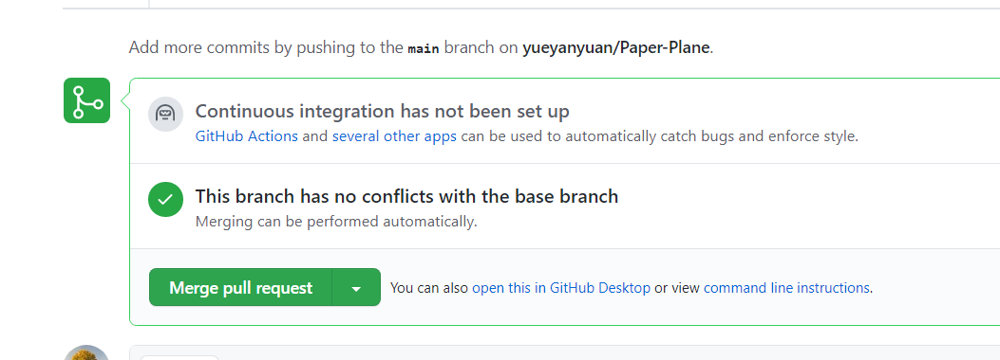 Add more commits by pushing to the main branch on yueyanyuan/Paper-Plane.
Continuous integration has not been set up
GitHub Actions and several other apps can be used to automatically catch bugs and enforce style.
This branch has no conflicts with the base branch
Merging can be performed automatically.
Merge pull request You can also open this in GitHub Desktop or view command line instructions.